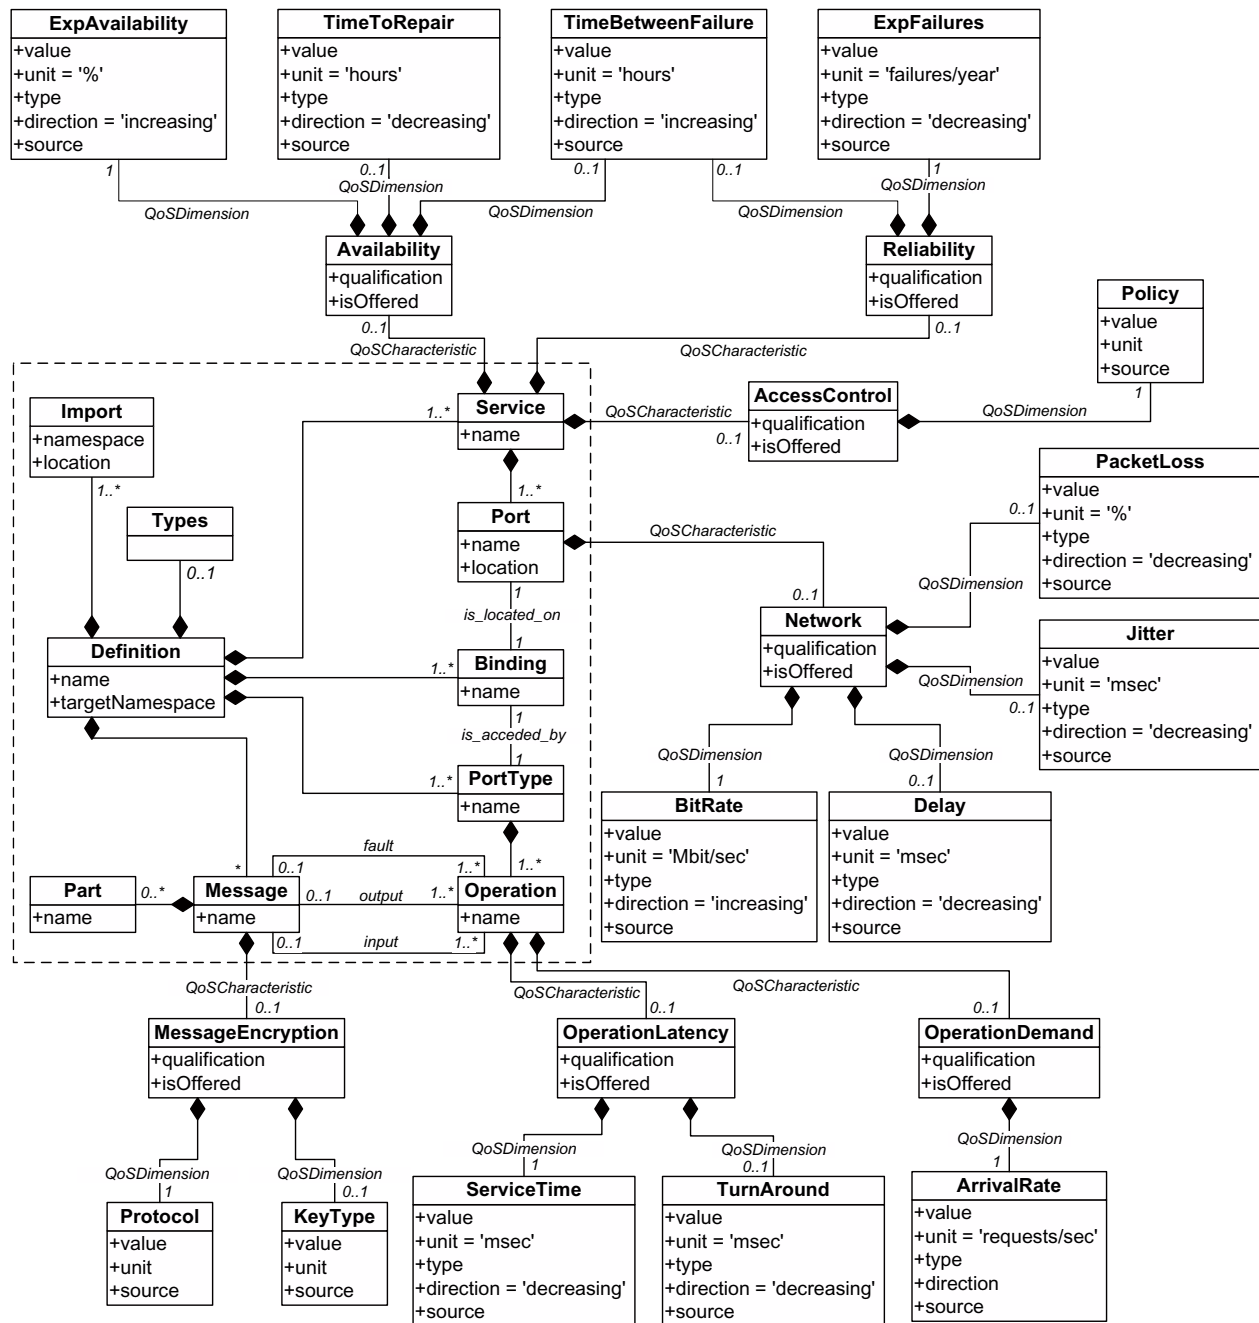 ExpAvailability
+value
+unit = '%'
+type
+direction = 'increasing'
+source
TimeToRepair
+value
+unit = 'hours'
+type
+direction = 'decreasing'
+source
TimeBetweenFailure
+value
+unit = 'hours'
+type
+direction = 'increasing'
+source
ExpFailures
+value
+unit = 'failures/year'
+type
+direction = 'decreasing'
+source
1
0..1
0..1
0..1
1
QoSDimension
QoSDimension
QoSDimension
QoSDimension
QoSDimension
Availability
+qualification
+isOffered
Reliability
+qualification
+isOffered
0..1
0..1
QoSCharacteristic
QoSCharacteristic
Policy
+value
+unit
+source
1
Import
+namespace
+location
1..*
Service
+name
1..*
QoSCharacteristic
0..1
AccessControl
+qualification
+isOffered
QoSDimension
1..*
Types
0..1
Port
+name
+location
QoSCharacteristic
0..1
PacketLoss
+value
+unit = '%'
+type
+direction = 'decreasing'
+source
0..1
QoSDimension
1
is_located_on
1
Definition
+name
+targetNamespace
1..*
Binding
+name
Network
+qualification
+isOffered
QoSDimension
0..1
Jitter
+value
+unit = 'msec'
+type
+direction = 'decreasing'
+source
1
is_acceded_by
1
1..*
PortType
+name
QoSDimension
1
QoSDimension
0..1
BitRate
+value
+unit = 'Mbit/sec'
+type
+direction = 'increasing'
+source
Delay
+value
+unit = 'msec'
+type
+direction = 'decreasing'
+source
*
fault
0..1
1..*
1..*
Part
+name
0..*
Message
+name
0..1
output
1..*
Operation
+name
0..1
input
1..*
QoSCharacteristic
0..1
QoSCharacteristic
0..1
QoSCharacteristic
0..1
MessageEncryption
+qualification
+isOffered
OperationLatency
+qualification
+isOffered
OperationDemand
+qualification
+isOffered
QoSDimension
1
QoSDimension
0..1
QoSDimension
1
QoSDimension
0..1
QoSDimension
1
Protocol
+value
+unit
+source
KeyType
+value
+unit
+source
ServiceTime
+value
+unit = 'msec'
+type
+direction = 'decreasing'
+source
TurnAround
+value
+unit = 'msec'
+type
+direction = 'decreasing'
+source
ArrivalRate
+value
+unit = 'requests/sec'
+type
+direction
+source